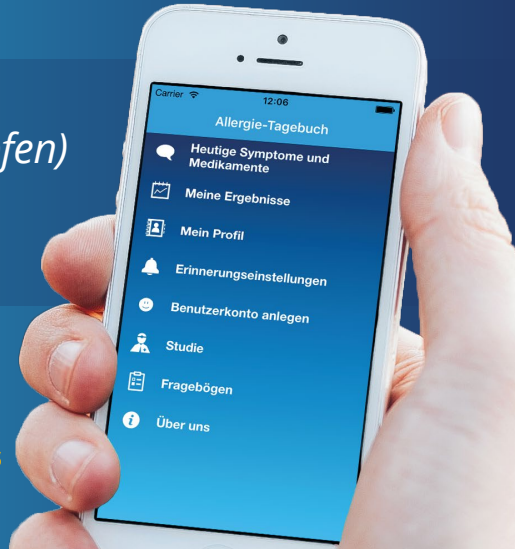 fen)
Carrier
12:06
Allergie-Tagebuch
Heutige Symptome und
Medikamente
Meine Ergebnisse
Mein Profil
Erinnerungseinstellungen
Benutzerkonto anlegen
Studie
Fragebögen
Über uns
s